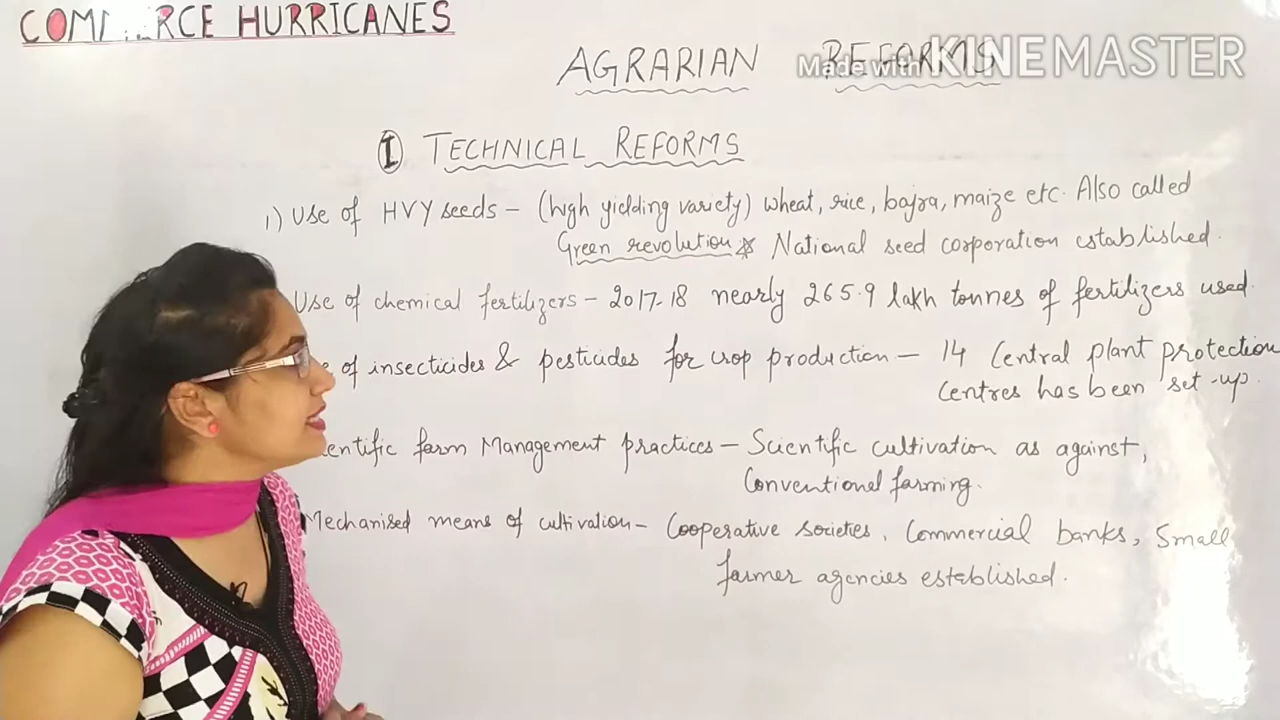 HURRICANES
AGRARIAN REFORMS
Made with KINEMASTER
I TECHNICAL REFORMS
1) Use of HVY seeds - (high yielding variety) wheat, rice, bajra, maize etc. Also called
Green revolution * National seed corporation established.
Use of chemical fertilizers - 2017-18 nearly 265.9 lakh tonnes of fertilizers used.
of insecticides & pesticides for crop production - 14 Central plant protection
centres has been set-up.
farm Management practices - Scientific cultivation as against,
Conventional farming.
Mechanised means of cultivation - Cooperative societies, Commercial banks, Small
farmer agencies established.